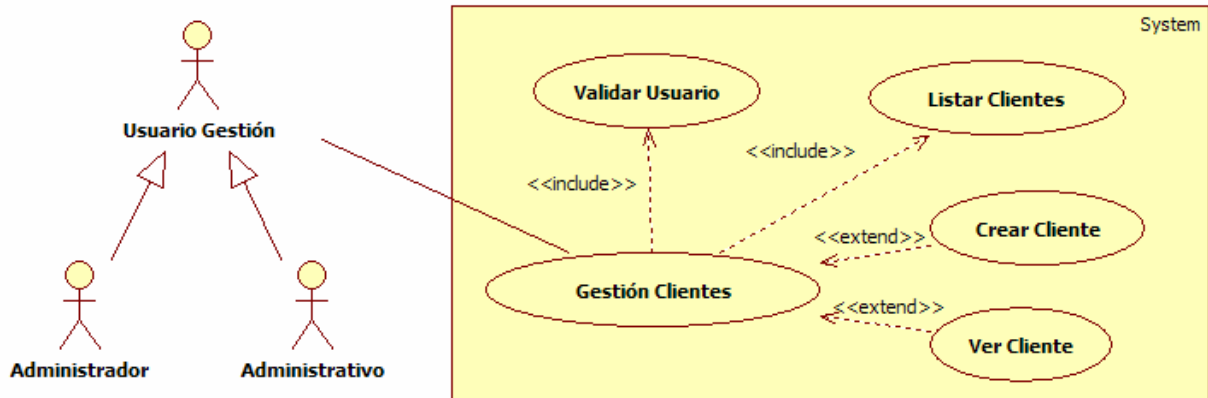 System
Validar Usuario
Listar Clientes
Usuario Gestión
<<include>>
<<include>>
Crear Cliente
<<extend>>
Gestión Clientes
<<extend>>
Ver Cliente
Administrador
Administrativo